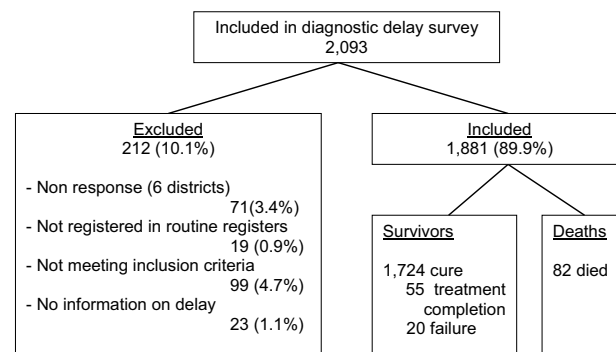 Included in diagnostic delay survey
2,093
Excluded
212 (10.1%)
- Non response (6 districts)
71(3.4%)
- Not registered in routine registers
19 (0.9%)
- Not meeting inclusion criteria
99 (4.7%)
- No information on delay
23 (1.1%)
Included
1,881 (89.9%)
Survivors
1,724 cure
55 treatment
completion
20 failure
Deaths
82 died